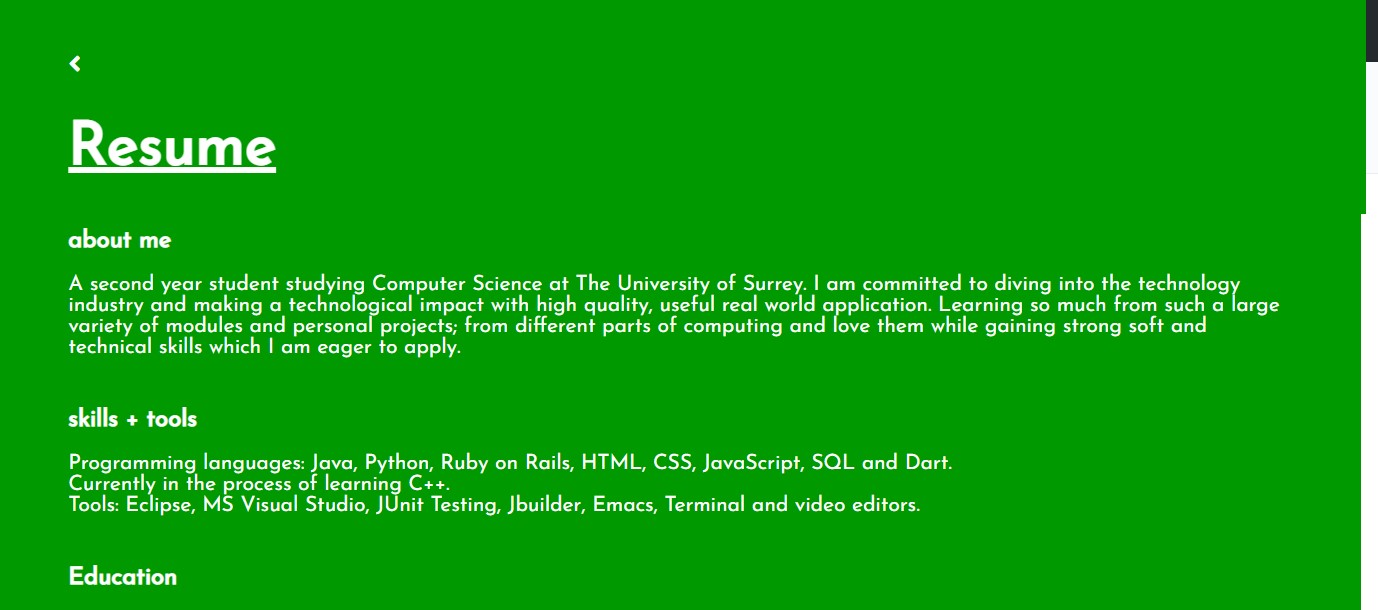 Resume
about me
A second year student studying Computer Science at The University of Surrey. I am committed to diving into the technology
industry and making a technological impact with high quality, useful real world application. Learning so much from such a large
variety of modules and personal projects; from different parts of computing and love them while gaining strong soft and
technical skills which I am eager to apply.
skills + tools
Programming languages: Java, Python, Ruby on Rails, HTML, CSS, JavaScript, SQL and Dart.
Currently in the process of learning C++.
Tools: Eclipse, MS Visual Studio, JUnit Testing, Jbuilder, Emacs, Terminal and video editors.
Education